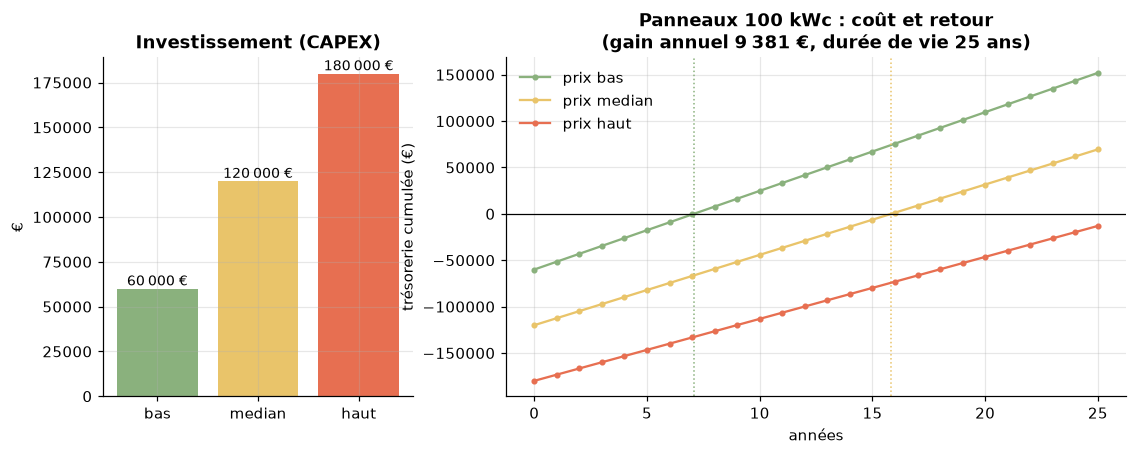 Investissement (CAPEX)
€
175000
150000
125000
100000
75000
50000
25000
0
60 000 €
120 000 €
180 000 €
bas
median
haut
Panneaux 100 kWc : coût et retour
(gain annuel 9 381 €, durée de vie 25 ans)
prix bas
prix median
prix haut
trésorerie cumulée (€)
150000
100000
50000
0
−50000
−100000
−150000
0
5
10
15
20
25
années